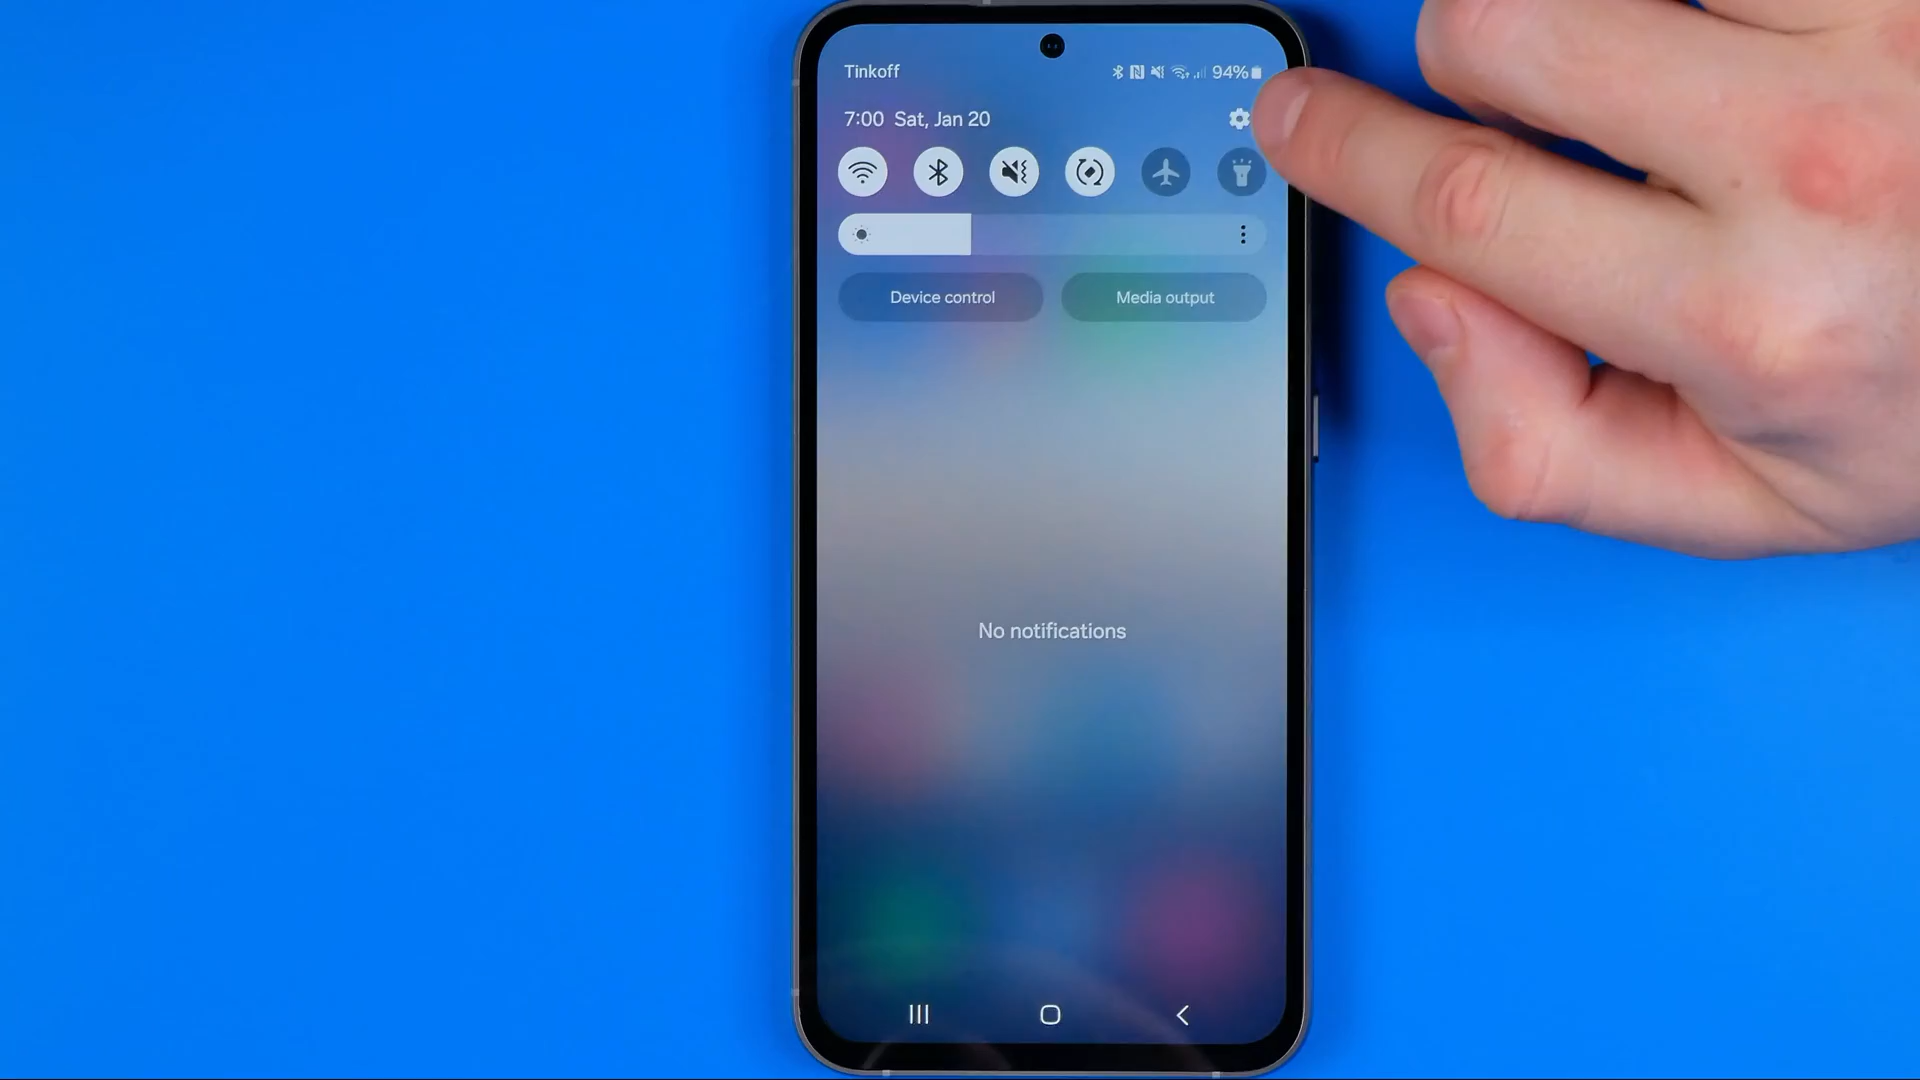 Tinkoff 94%
7:00 Sat, Jan 20
Device control Media output
No notifications